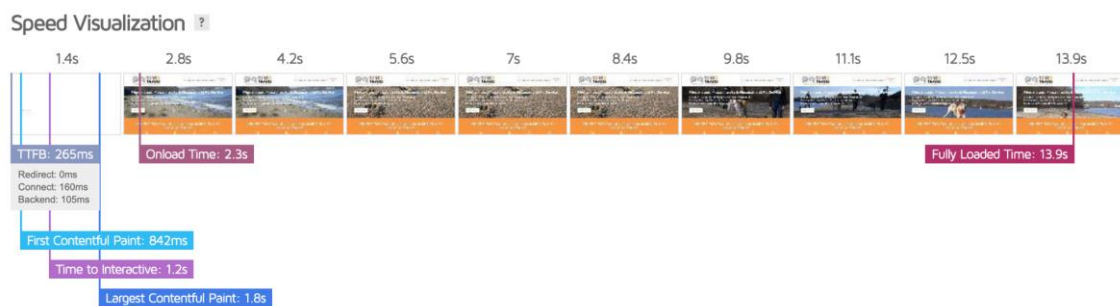 Speed Visualization ?
1.4s 2.8s 4.2s 5.6s 7s 8.4s 9.8s 11.1s 12.5s 13.9s
TTFB: 265ms
Redirect: 0ms
Connect: 160ms
Backend: 105ms
Onload Time: 2.3s
Fully Loaded Time: 13.9s
First Contentful Paint: 842ms
Time to Interactive: 1.2s
Largest Contentful Paint: 1.8s